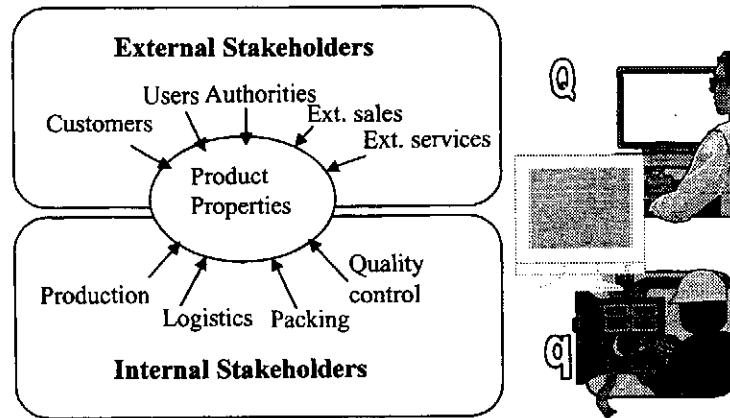 External Stakeholders
Users Authorities
Customers
Ext. sales
Ext. services
Product
Properties
Production
Logistics
Packing
Quality
control
Internal Stakeholders
Q
q